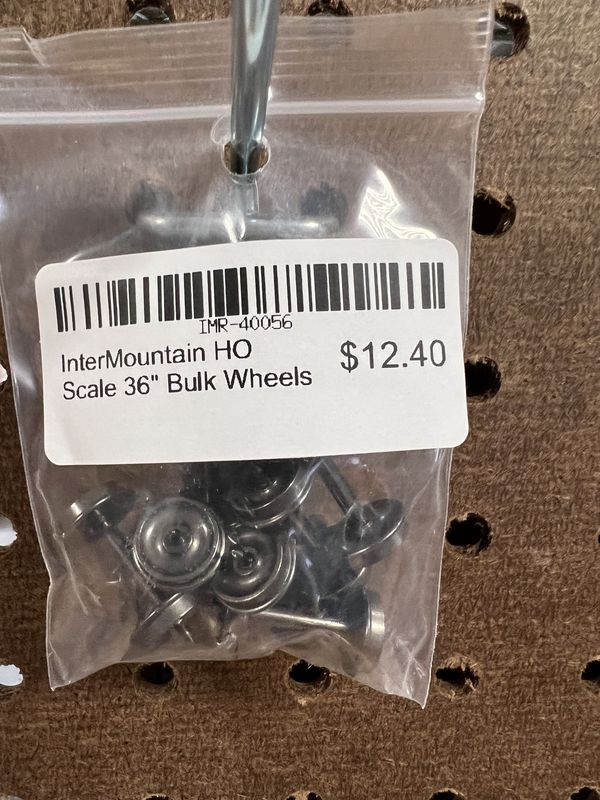 IMR-40056
InterMountain HO
Scale 36" Bulk Wheels
$12.40